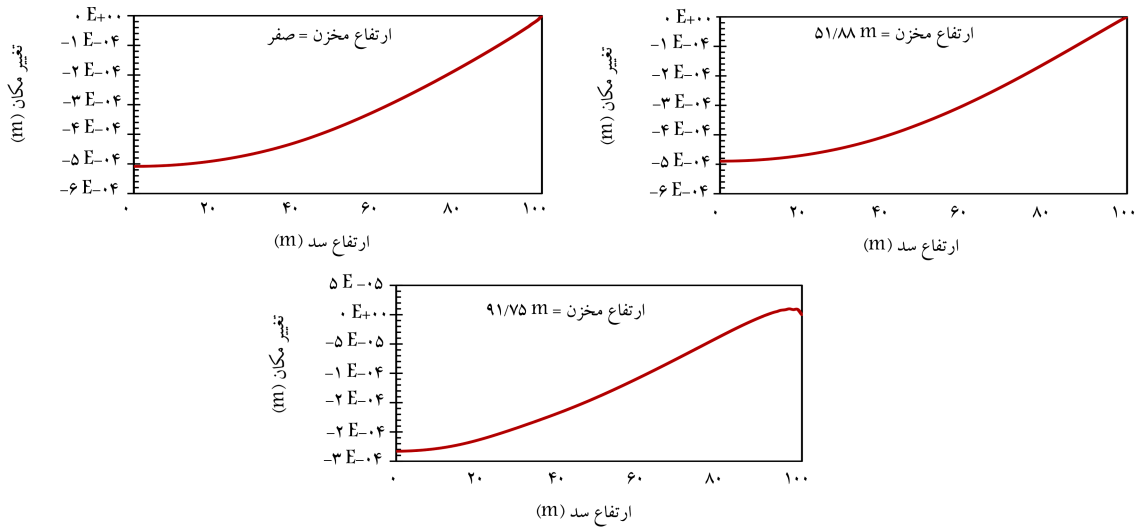 ارتفاع مخزن = صفر
تغییر مکان (m)
۰ E+۰۰
−۱ E−۰۴
−۲ E−۰۴
−۳ E−۰۴
−۴ E−۰۴
−۵ E−۰۴
−۶ E−۰۴
۰ ۲۰ ۴۰ ۶۰ ۸۰ ۱۰۰
ارتفاع سد (m)
ارتفاع مخزن = ۵۱/۸۸ m
تغییر مکان (m)
۰ E+۰۰
−۱ E−۰۴
−۲ E−۰۴
−۳ E−۰۴
−۴ E−۰۴
−۵ E−۰۴
−۶ E−۰۴
۰ ۲۰ ۴۰ ۶۰ ۸۰ ۱۰۰
ارتفاع سد (m)
ارتفاع مخزن = ۹۱/۷۵ m
تغییر مکان (m)
۵ E−۰۵
۰ E+۰۰
−۵ E−۰۵
−۱ E−۰۴
−۲ E−۰۴
−۲ E−۰۴
−۳ E−۰۴
۰ ۲۰ ۴۰ ۶۰ ۸۰ ۱۰۰
ارتفاع سد (m)